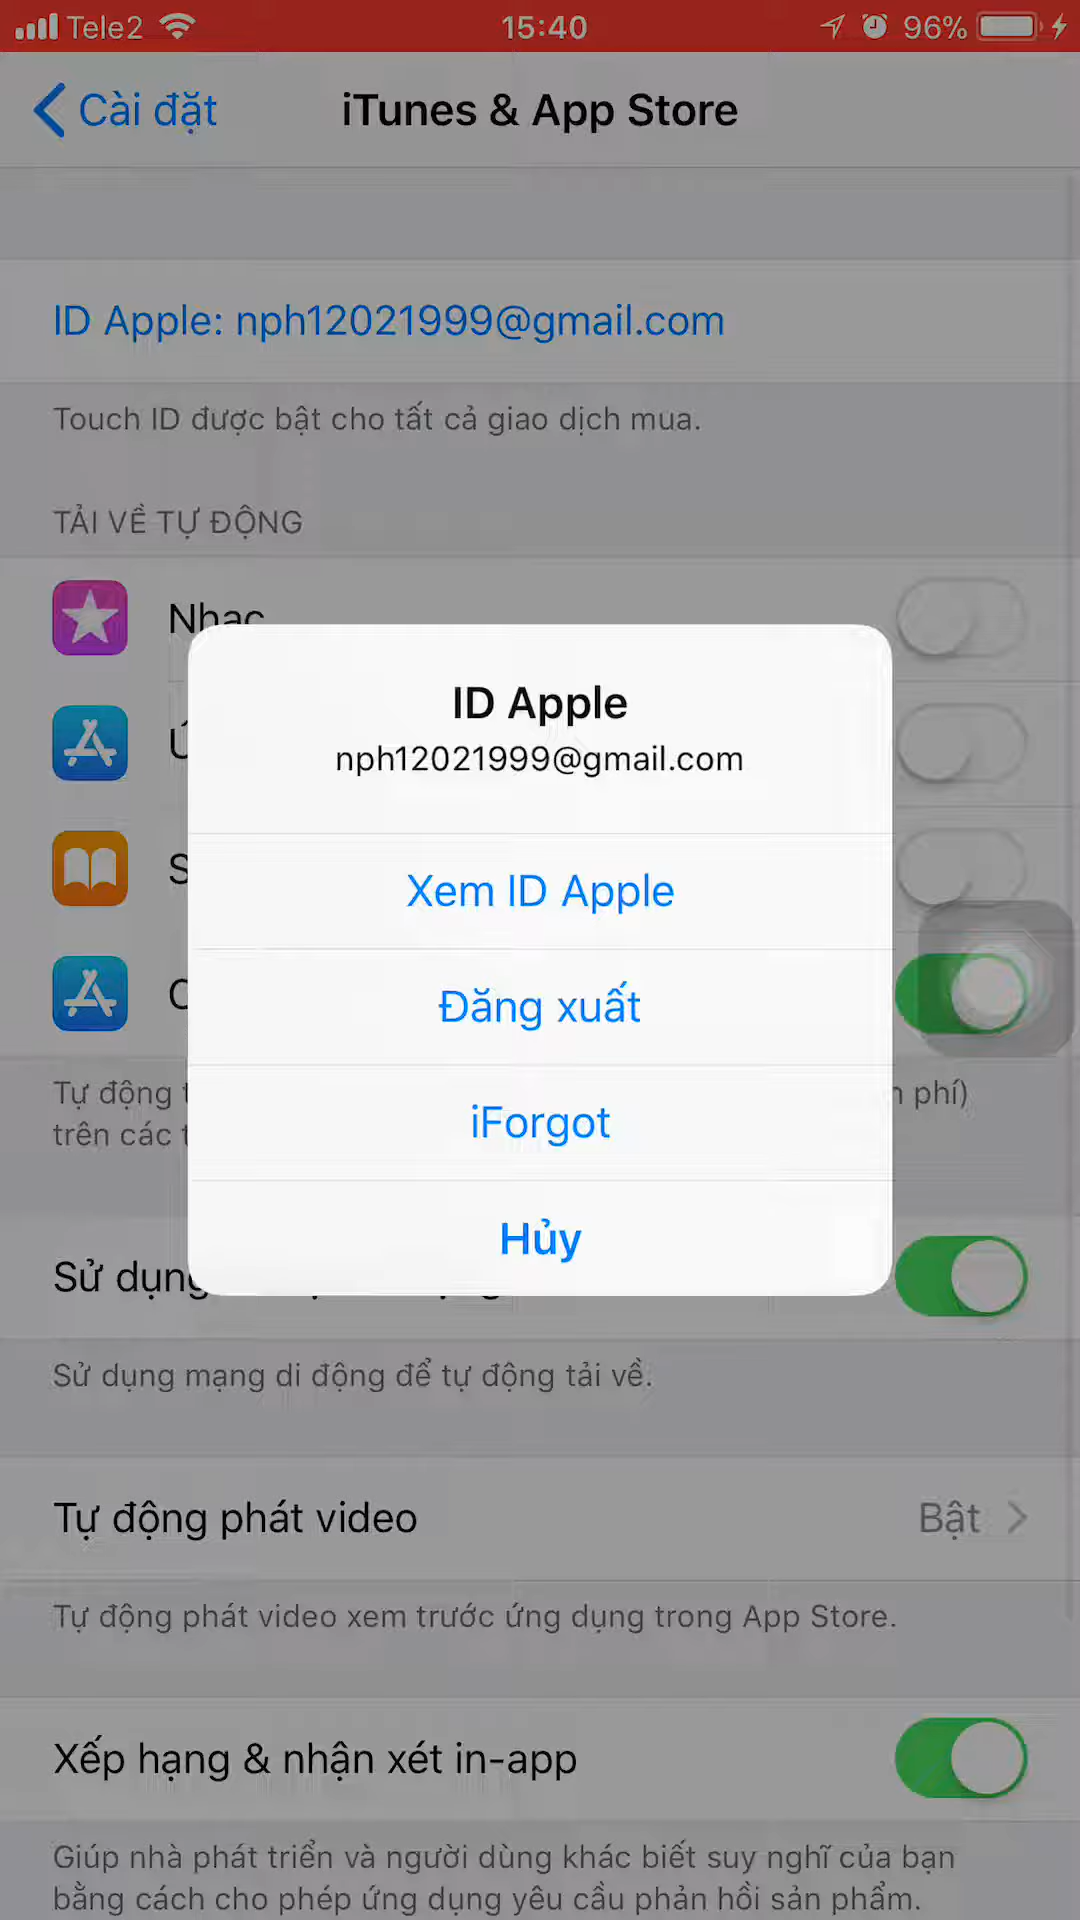 Tele2 15:40 96%
Cài đặt iTunes & App Store
ID Apple: nph12021999@gmail.com
Touch ID được bật cho tất cả giao dịch mua.
TẢI VỀ TỰ ĐỘNG
Nhạc
ID Apple
nph12021999@gmail.com
Xem ID Apple
Đăng xuất
iForgot
Hủy
Tự động phí)
trên các
Sử dụng
Sử dụng mạng di động để tự động tải về.
Tự động phát video Bật
Tự động phát video xem trước ứng dụng trong App Store.
Xếp hạng & nhận xét in-app
Giúp nhà phát triển và người dùng khác biết suy nghĩ của bạn
bằng cách cho phép ứng dụng yêu cầu phản hồi sản phẩm.